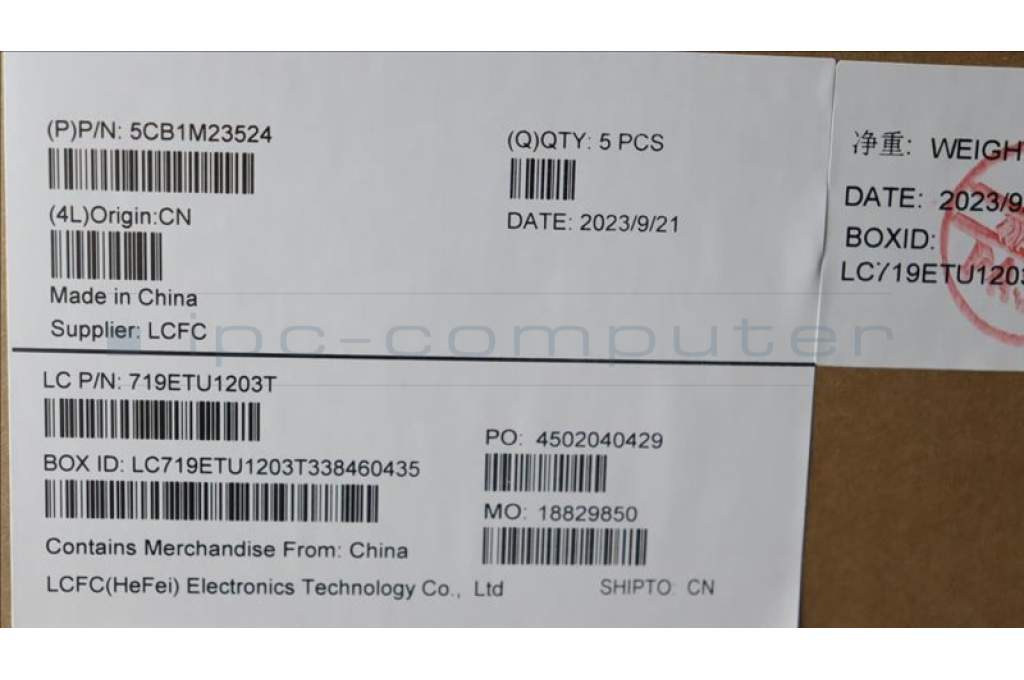 (P)P/N: 5CB1M23524
(4L)Origin:CN
Made in China
Supplier: LCFC
(Q)QTY: 5 PCS
DATE: 2023/9/21
LC P/N: 719ETU1203T
BOX ID: LC719ETU1203T338460435
Contains Merchandise From: China
LCFC(HeFei) Electronics Technology Co., Ltd
PO: 4502040429
MO: 18829850
SHIPTO: CN
净重: WEIGH
DATE: 2023/9
BOXID:
LC719ETU1203
ipc-computer